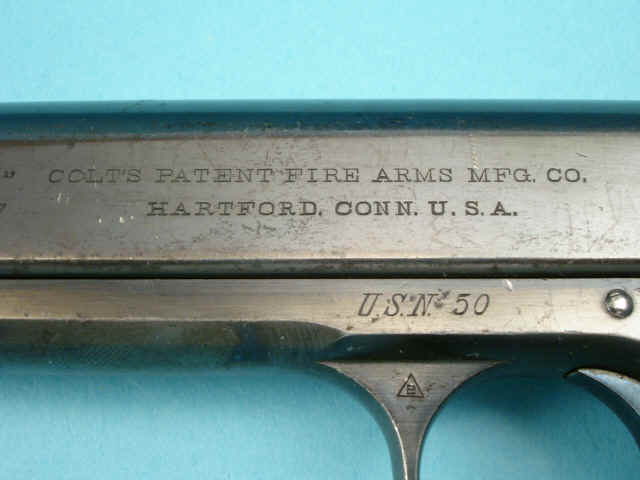 " COLT'S PATENT FIRE ARMS MFG. CO.
HARTFORD. CONN. U.S.A.
U.S.N. 50